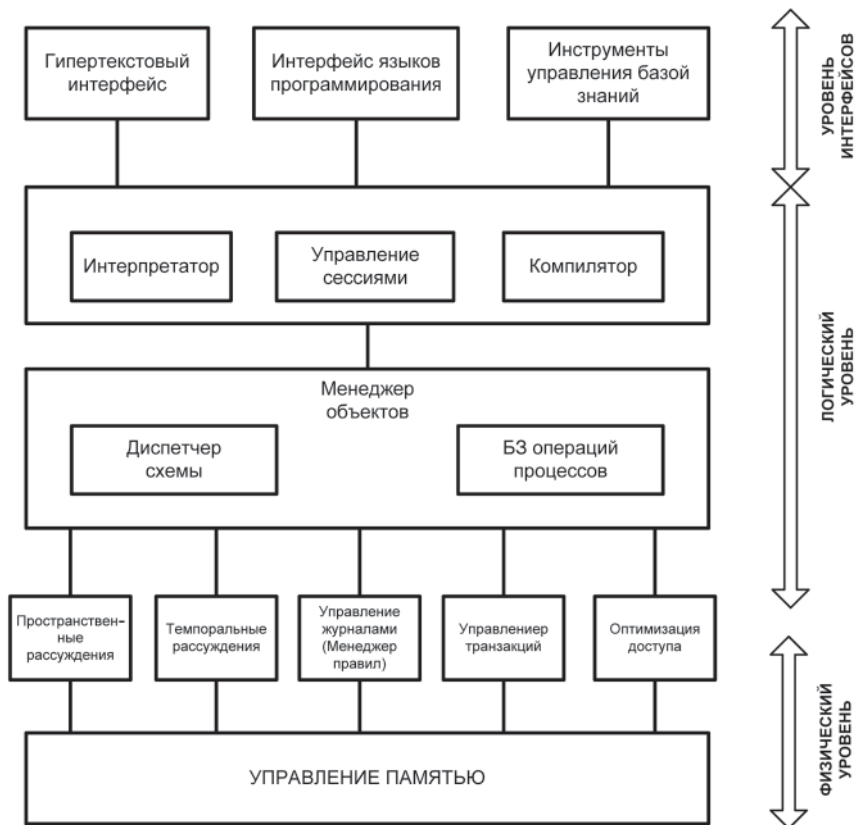 Гипертекстовый
интерфейс
Интерфейс языков
программирования
Инструменты
управления базой
знаний
УРОВЕНЬ
ИНТЕРФЕЙСОВ
Интерпретатор
Управление
сессиями
Компилятор
Менеджер
объектов
Диспетчер
схемы
БЗ операций
процессов
ЛОГИЧЕСКИЙ
УРОВЕНЬ
Пространствен-
ные
рассуждения
Темпоральные
рассуждения
Управление
журналами
(Менеджер
правил)
Управлениер
транзакций
Оптимизация
доступа
УПРАВЛЕНИЕ ПАМЯТЬЮ
ФИЗИЧЕСКИЙ
УРОВЕНЬ